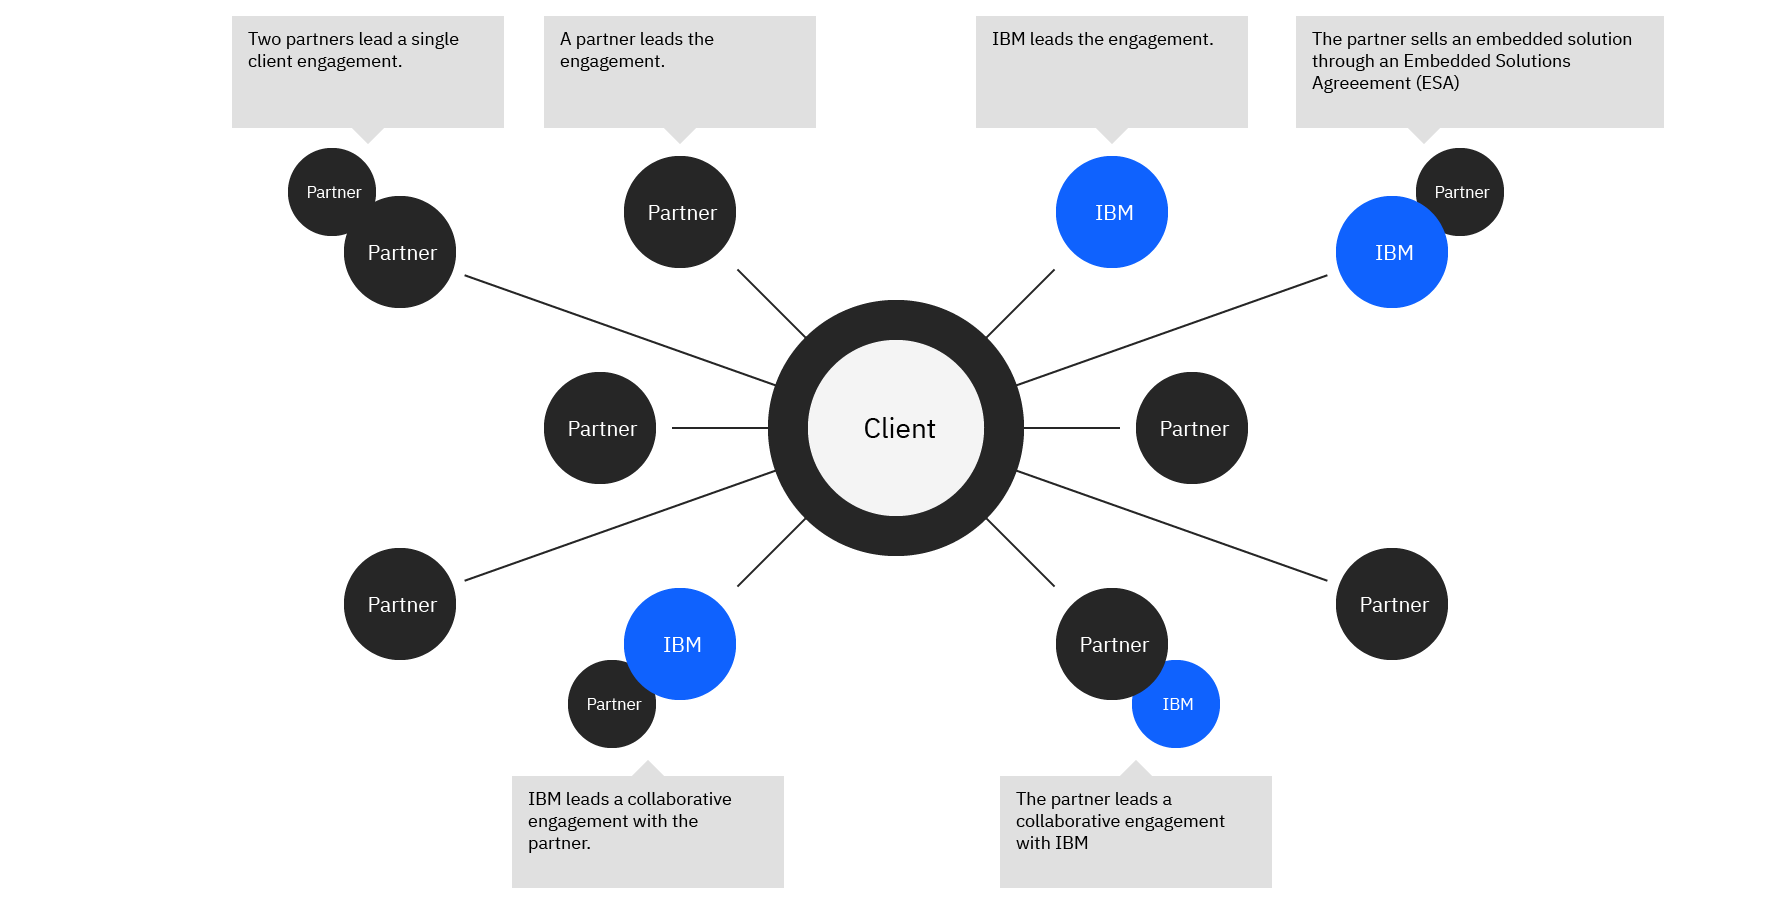 Two partners lead a single
client engagement.
A partner leads the
engagement.
IBM leads the engagement.
The partner sells an embedded solution
through an Embedded Solutions
Agreeement (ESA)
Partner
Partner
Partner
IBM
IBM
Partner
Partner
Client
Partner
Partner
IBM
Partner
Partner
IBM
Partner
IBM leads a collaborative
engagement with the
partner.
The partner leads a
collaborative engagement
with IBM